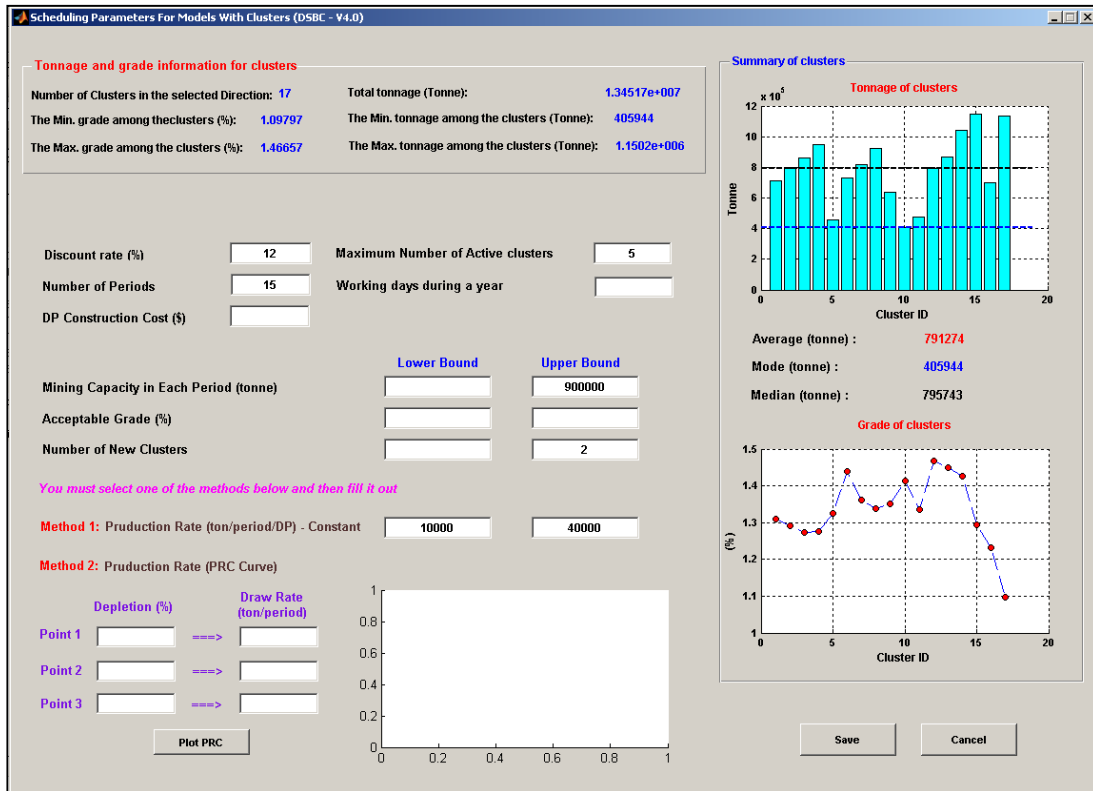 Scheduling Parameters For Models With Clusters (DSBC - V4.0)
Tonnage and grade information for clusters
Number of Clusters in the selected Direction: 17
Total tonnage (Tonne): 1.34517e+007
The Min. grade among theclusters (%): 1.09797
The Min. tonnage among the clusters (Tonne): 405944
The Max. grade among the clusters (%): 1.46657
The Max. tonnage among the clusters (Tonne): 1.1502e+006
Discount rate (%) 12
Maximum Number of Active clusters 5
Number of Periods 15
Working days during a year
DP Construction Cost ($)
Lower Bound Upper Bound
Mining Capacity in Each Period (tonne) 900000
Acceptable Grade (%)
Number of New Clusters 2
You must select one of the methods below and then fill it out
Method 1: Pruduction Rate (ton/period/DP) - Constant 10000 40000
Method 2: Pruduction Rate (PRC Curve)
Depletion (%) Draw Rate
(ton/period)
Point 1 ===>
Point 2 ===>
Point 3 ===>
Plot PRC
1
0.8
0.6
0.4
0.2
0
0 0.2 0.4 0.6 0.8 1
Summary of clusters
Tonnage of clusters
x 10^5
12
10
8
6
4
2
0
Tonne
0 5 10 15 20
Cluster ID
Average (tonne) : 791274
Mode (tonne) : 405944
Median (tonne) : 795743
Grade of clusters
1.5
1.4
1.3
1.2
1.1
1
(%)
0 5 10 15 20
Cluster ID
Save Cancel